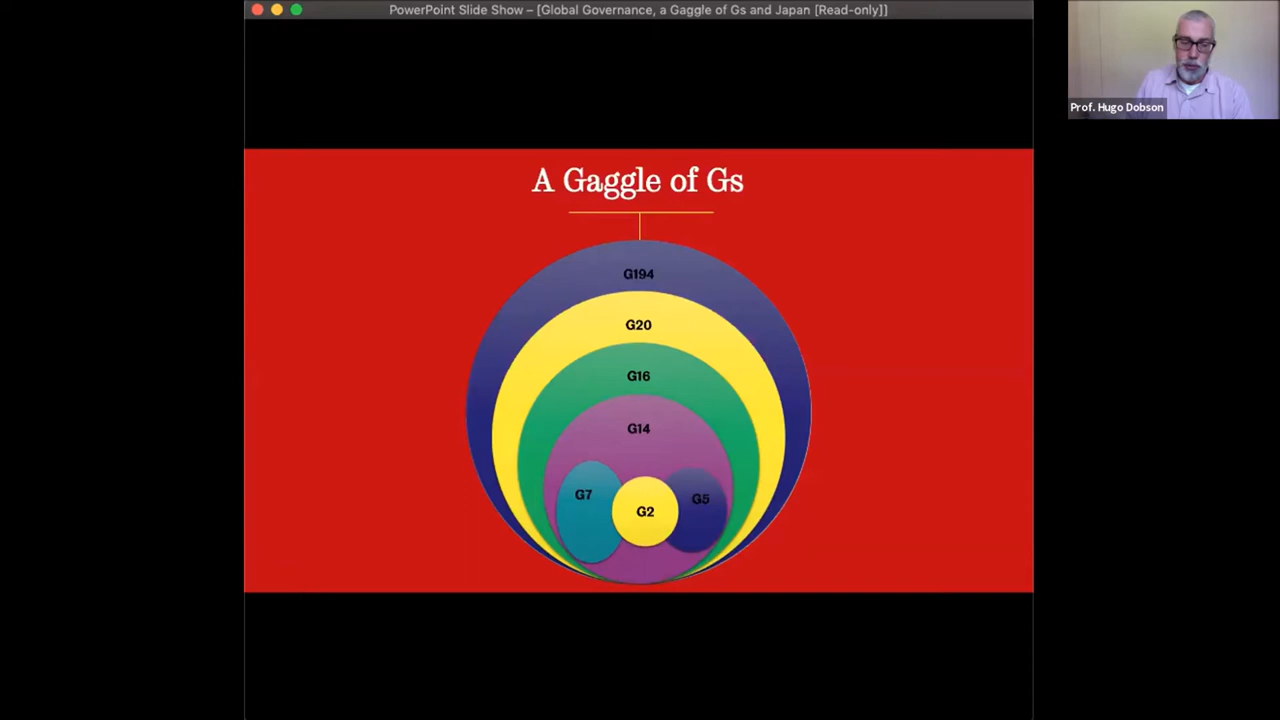 PowerPoint Slide Show – [Global Governance, a Gaggle of Gs and Japan [Read-only]]
Prof. Hugo Dobson
A Gaggle of Gs
G194
G20
G16
G14
G7
G2
G5